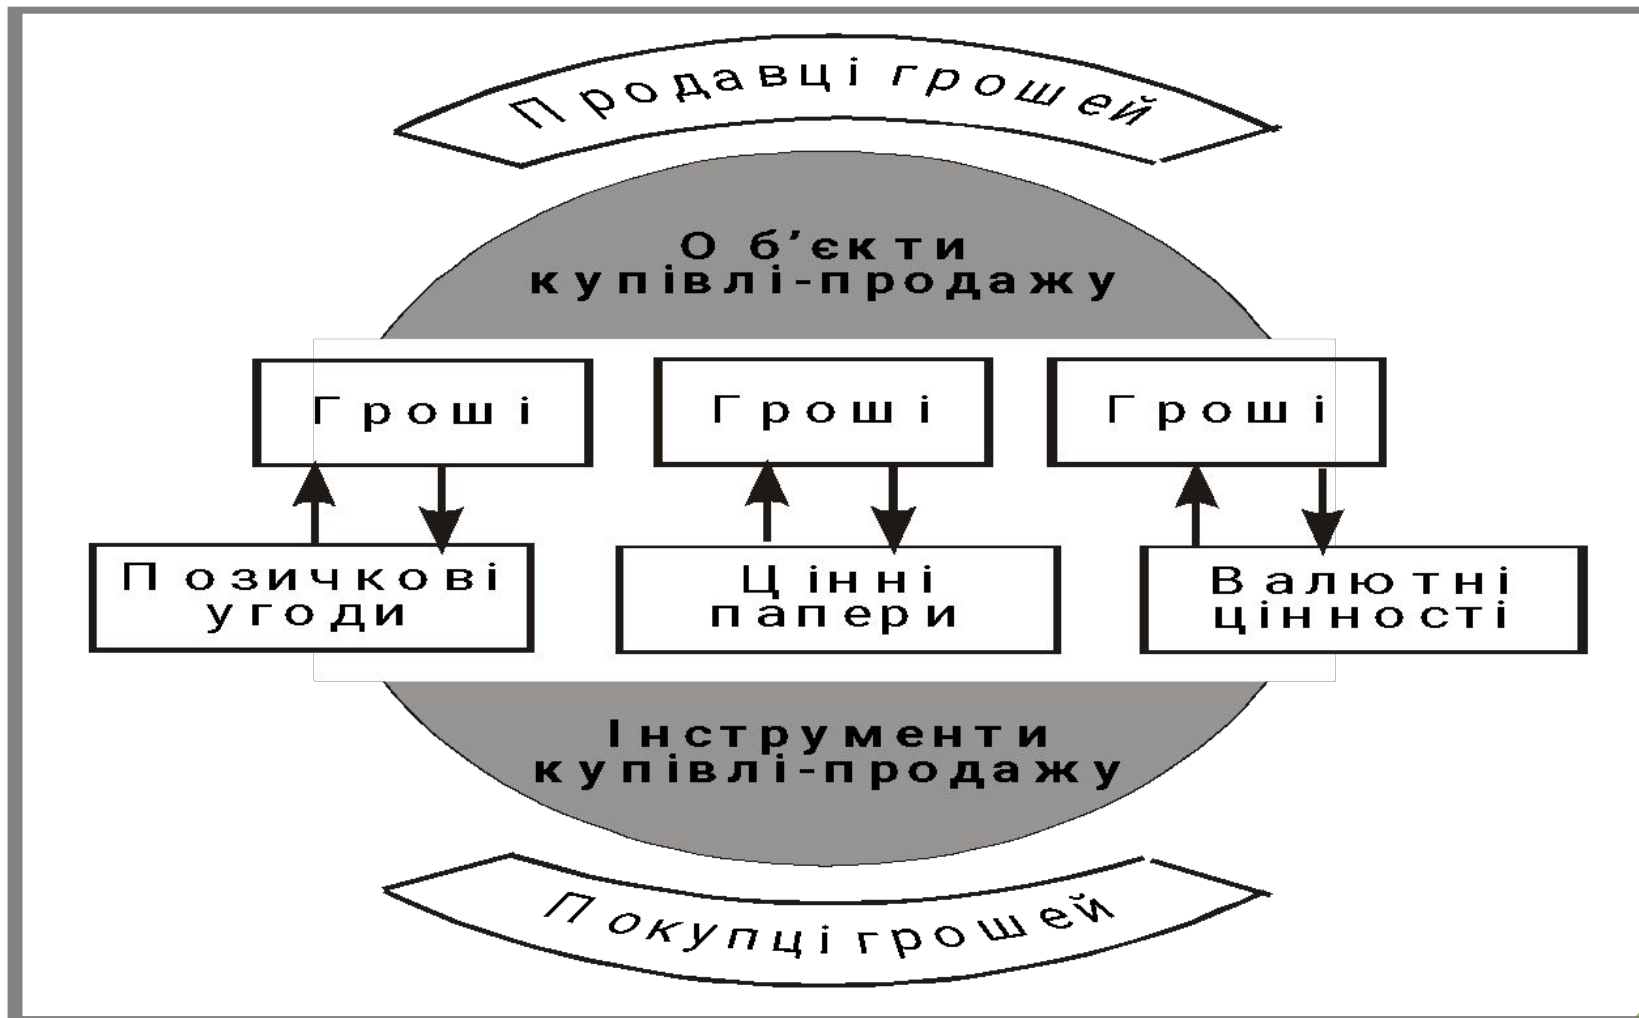 Продавці грошей
Об’єкти
купівлі-продажу
Гроші
Гроші
Гроші
Позичкові
угоди
Цінні
папери
Валютні
цінності
Інструменти
купівлі-продажу
Покупці грошей